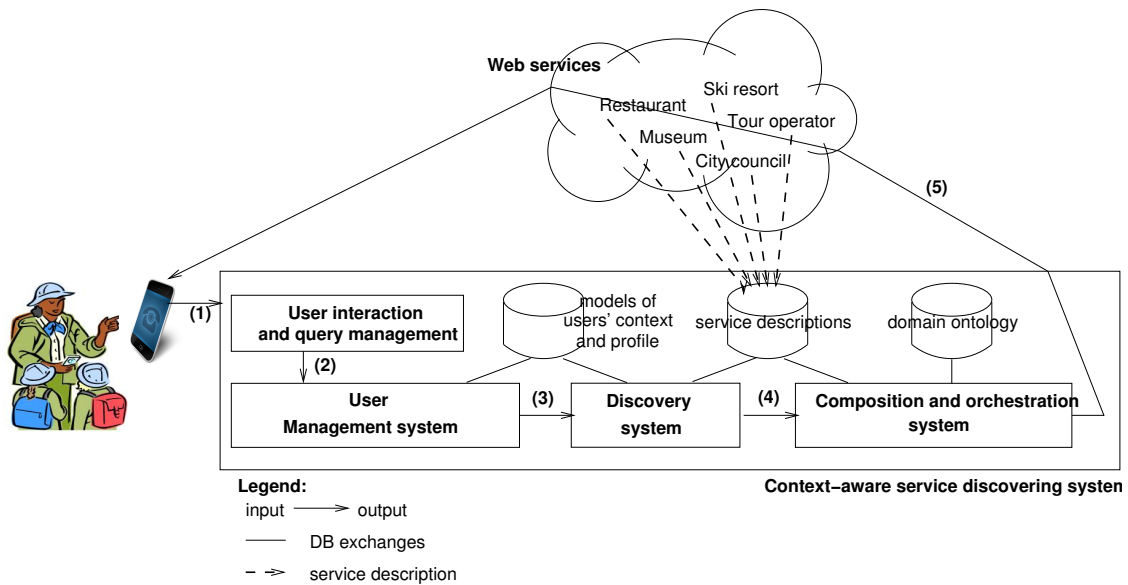 Web services
Ski resort
Restaurant
Tour operator
Museum
City council
(5)
(1)
User interaction
and query management
models of
users' context
and profile
service descriptions
domain ontology
(2)
User
Management system
(3)
Discovery
system
(4)
Composition and orchestration
system
Legend:
Context−aware service discovering system
input
output
DB exchanges
service description